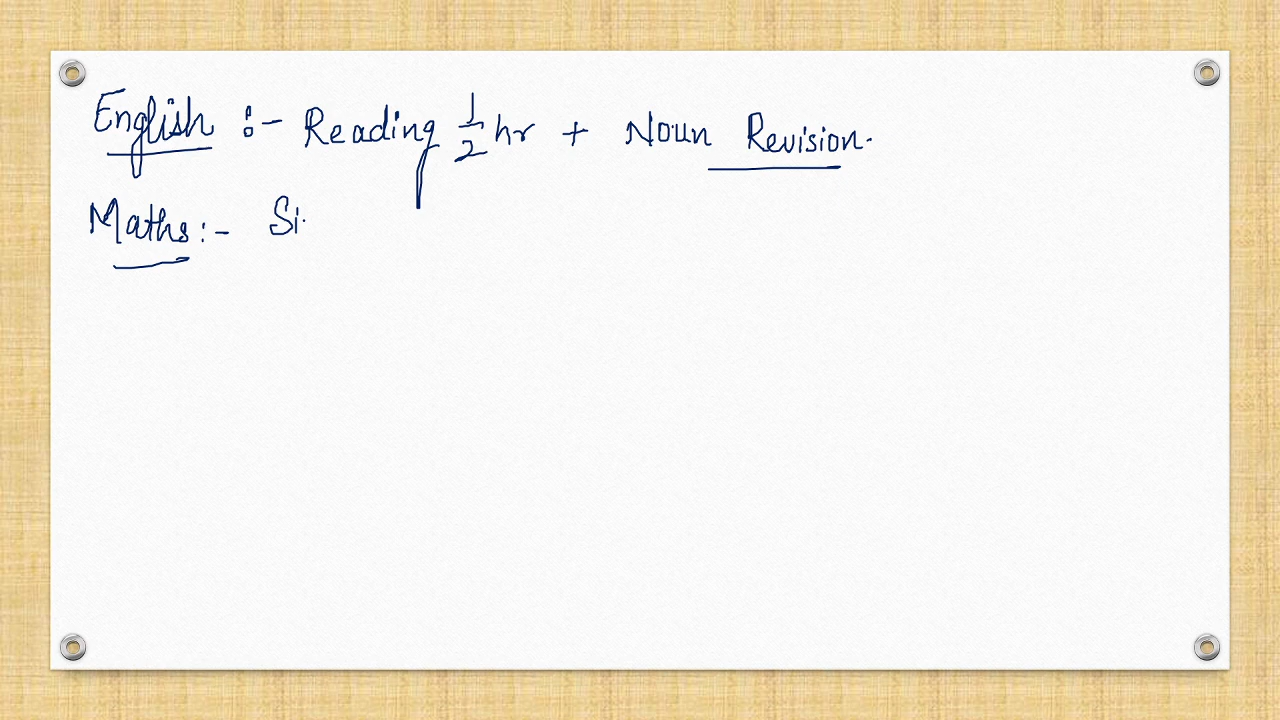 English :- Reading 1/2 hr + Noun Revision.
Maths :- Si